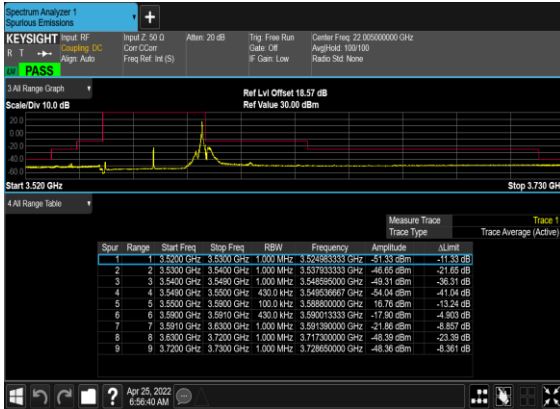 Spectrum Analyzer 1
Spurious Emissions
KEYSIGHT Input: RF Input Z: 50 Ω Atten: 20 dB Trig: Free Run Center Freq: 22.005000000 GHz
R T Coupling: DC Corr CCorr Gate: Off Avg|Hold: 100/100
Align: Auto Freq Ref: Int (S) IF Gain: Low Radio Std: None
PASS
3 All Range Graph
Ref Lvl Offset 18.57 dB
Scale/Div 10.0 dB Ref Value 30.00 dBm
20.0
0.00
-20.0
-40.0
Start 3.520 GHz Stop 3.730 GH
4 All Range Table
Measure Trace Trace 1
Trace Type Trace Average (Active)
Spur Range Start Freq Stop Freq RBW Frequency Amplitude ΔLimit
1 1 3.5200 GHz 3.5300 GHz 1.000 MHz 3.524983333 GHz -51.33 dBm -11.33 dB
2 2 3.5300 GHz 3.5400 GHz 1.000 MHz 3.537933333 GHz -46.65 dBm -21.65 dB
3 3 3.5400 GHz 3.5490 GHz 1.000 MHz 3.548595000 GHz -49.31 dBm -36.31 dB
4 4 3.5490 GHz 3.5500 GHz 430.0 kHz 3.549536667 GHz -54.04 dBm -41.04 dB
5 5 3.5500 GHz 3.5900 GHz 100.0 kHz 3.588800000 GHz 16.76 dBm -13.24 dB
6 6 3.5900 GHz 3.5910 GHz 430.0 kHz 3.590013333 GHz -17.90 dBm -4.903 dB
7 7 3.5910 GHz 3.6300 GHz 1.000 MHz 3.591390000 GHz -21.86 dBm -8.857 dB
8 8 3.6300 GHz 3.7200 GHz 1.000 MHz 3.717300000 GHz -48.39 dBm -23.39 dB
9 9 3.7200 GHz 3.7300 GHz 1.000 MHz 3.728650000 GHz -48.36 dBm -8.361 dB
Apr 25, 2022
6:56:40 AM